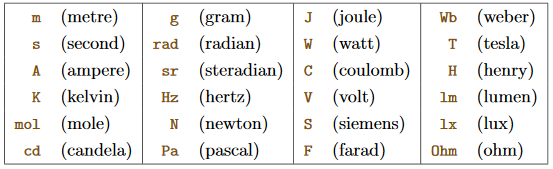 m (metre) g (gram) J (joule) Wb (weber)
s (second) rad (radian) W (watt) T (tesla)
A (ampere) sr (steradian) C (coulomb) H (henry)
K (kelvin) Hz (hertz) V (volt) lm (lumen)
mol (mole) N (newton) S (siemens) lx (lux)
cd (candela) Pa (pascal) F (farad) Ohm (ohm)